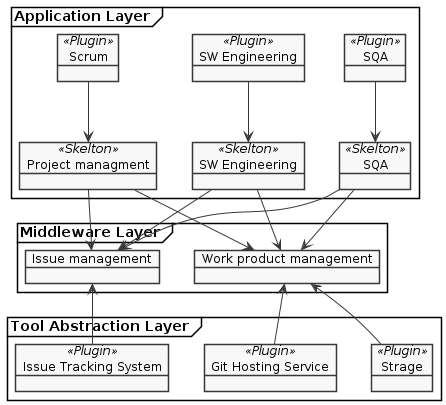 Application Layer
«Plugin» «Plugin» «Plugin»
Scrum SW Engineering SQA
«Skelton» «Skelton» «Skelton»
Project managment SW Engineering SQA
Middleware Layer
Issue management Work product management
Tool Abstraction Layer
«Plugin» «Plugin» «Plugin»
Issue Tracking System Git Hosting Service Strage